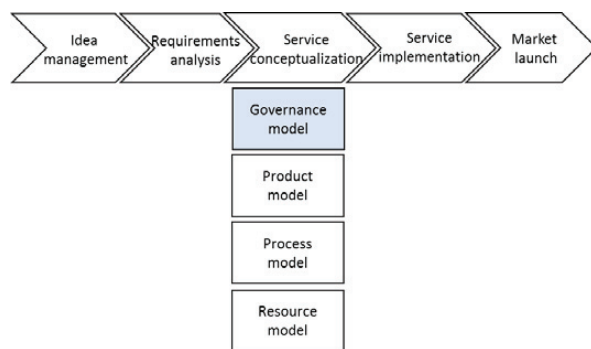 Idea
management
Requirements
analysis
Service
conceptualization
Service
implementation
Market
launch
Governance
model
Product
model
Process
model
Resource
model